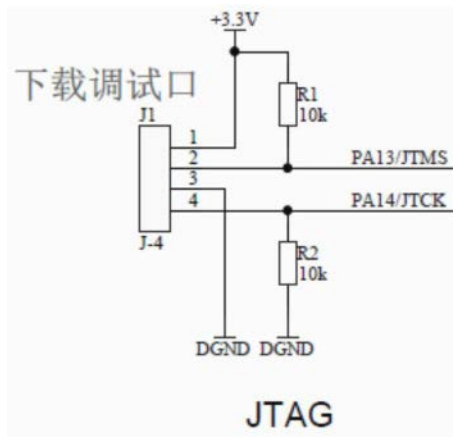 +3.3V
下载调试口
R1
10k
J1
1
2
3
4
J-4
PA13/JTMS
PA14/JTCK
R2
10k
DGND DGND
JTAG